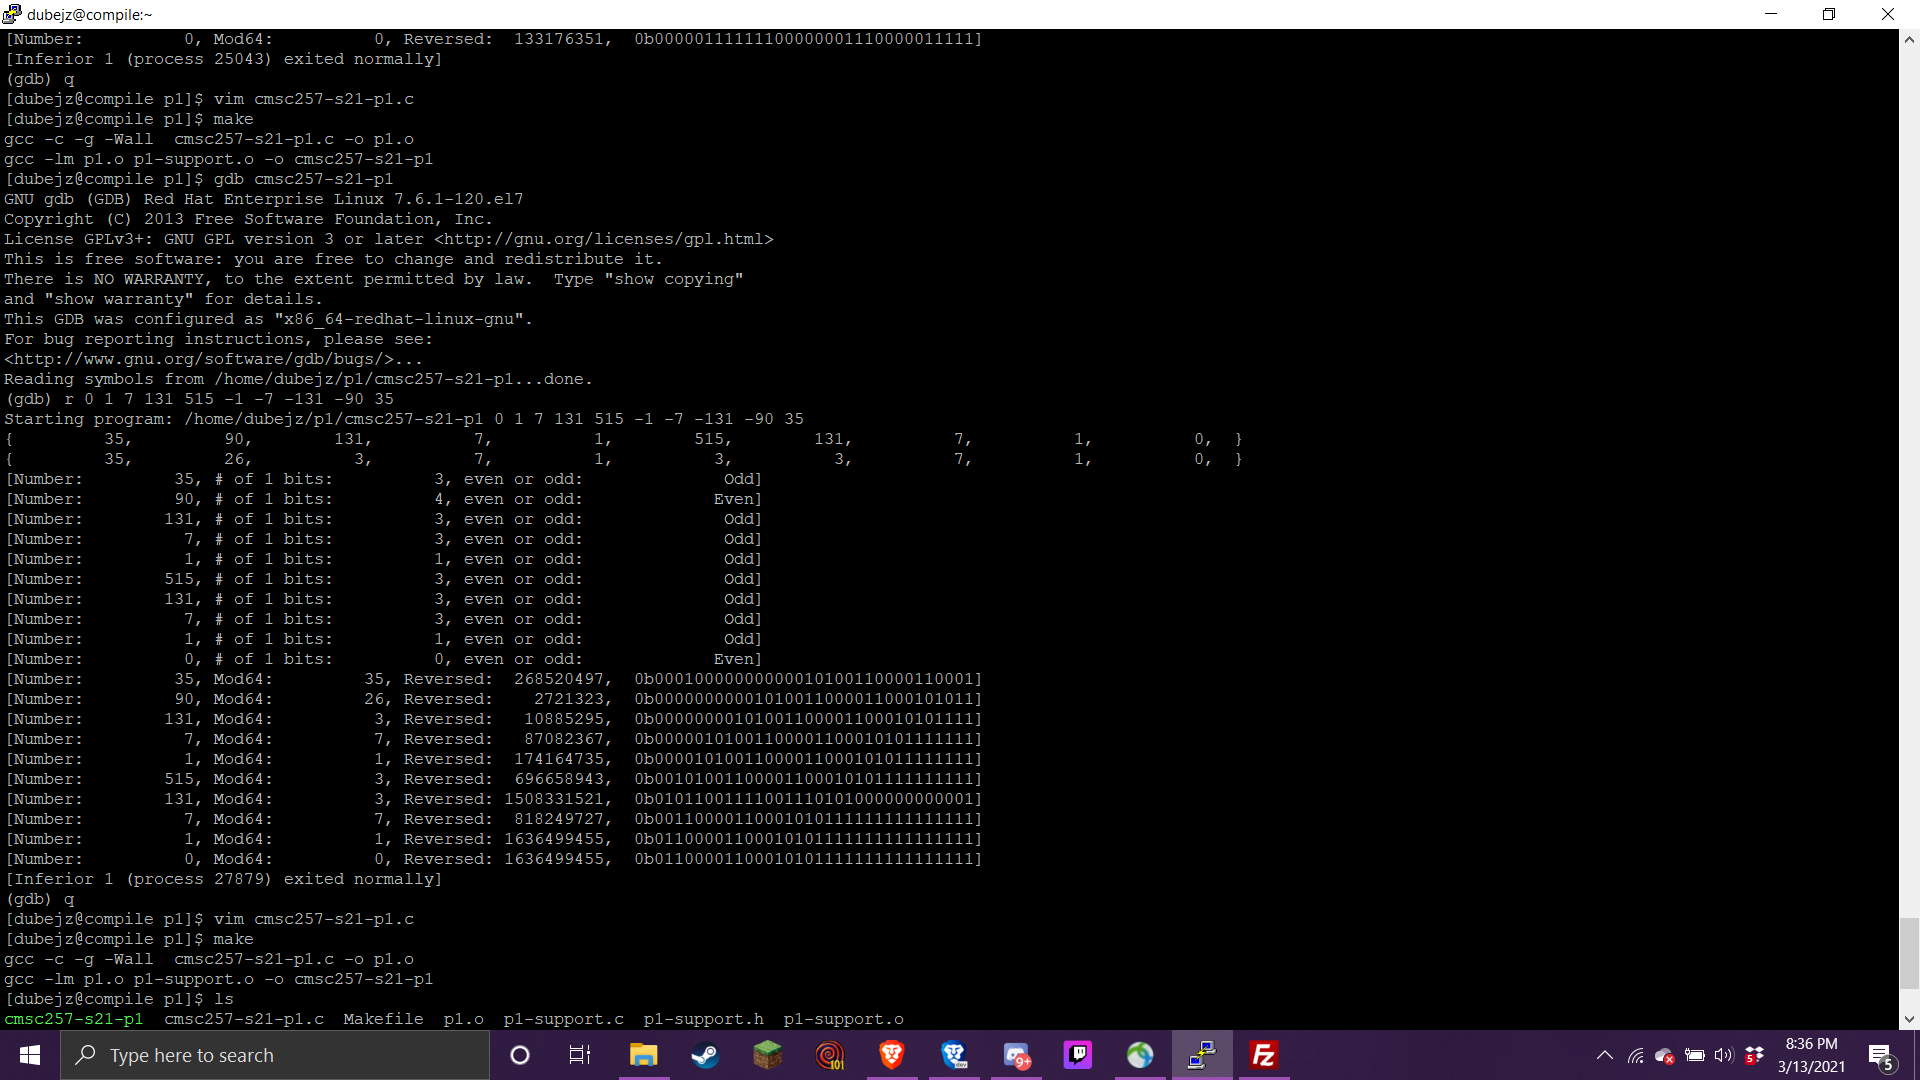 dubejz@compile:~
[Number:          0, Mod64:          0, Reversed:  133176351,  0b00000111111100000001110000011111]
[Inferior 1 (process 25043) exited normally]
(gdb) q
[dubejz@compile p1]$ vim cmsc257-s21-p1.c
[dubejz@compile p1]$ make
gcc -c -g -Wall  cmsc257-s21-p1.c -o p1.o
gcc -lm p1.o p1-support.o -o cmsc257-s21-p1
[dubejz@compile p1]$ gdb cmsc257-s21-p1
GNU gdb (GDB) Red Hat Enterprise Linux 7.6.1-120.el7
Copyright (C) 2013 Free Software Foundation, Inc.
License GPLv3+: GNU GPL version 3 or later <http://gnu.org/licenses/gpl.html>
This is free software: you are free to change and redistribute it.
There is NO WARRANTY, to the extent permitted by law.  Type "show copying"
and "show warranty" for details.
This GDB was configured as "x86_64-redhat-linux-gnu".
For bug reporting instructions, please see:
<http://www.gnu.org/software/gdb/bugs/>...
Reading symbols from /home/dubejz/p1/cmsc257-s21-p1...done.
(gdb) r 0 1 7 131 515 -1 -7 -131 -90 35
Starting program: /home/dubejz/p1/cmsc257-s21-p1 0 1 7 131 515 -1 -7 -131 -90 35
{         35,         90,        131,          7,          1,        515,        131,          7,          1,          0,  }
{         35,         26,          3,          7,          1,          3,          3,          7,          1,          0,  }
[Number:         35, # of 1 bits:          3, even or odd:              Odd]
[Number:         90, # of 1 bits:          4, even or odd:             Even]
[Number:        131, # of 1 bits:          3, even or odd:              Odd]
[Number:          7, # of 1 bits:          3, even or odd:              Odd]
[Number:          1, # of 1 bits:          1, even or odd:              Odd]
[Number:        515, # of 1 bits:          3, even or odd:              Odd]
[Number:        131, # of 1 bits:          3, even or odd:              Odd]
[Number:          7, # of 1 bits:          3, even or odd:              Odd]
[Number:          1, # of 1 bits:          1, even or odd:              Odd]
[Number:          0, # of 1 bits:          0, even or odd:             Even]
[Number:         35, Mod64:         35, Reversed:  268520497,  0b00010000000000010100110000110001]
[Number:         90, Mod64:         26, Reversed:    2721323,  0b00000000001010011000011000101011]
[Number:        131, Mod64:          3, Reversed:   10885295,  0b00000000101001100001100010101111]
[Number:          7, Mod64:          7, Reversed:   87082367,  0b00000101001100001100010101111111]
[Number:          1, Mod64:          1, Reversed:  174164735,  0b00001010011000011000101011111111]
[Number:        515, Mod64:          3, Reversed:  696658943,  0b00101001100001100010101111111111]
[Number:        131, Mod64:          3, Reversed: 1508331521,  0b01011001111001110101000000000001]
[Number:          7, Mod64:          7, Reversed:  818249727,  0b00110000110001010111111111111111]
[Number:          1, Mod64:          1, Reversed: 1636499455,  0b01100001100010101111111111111111]
[Number:          0, Mod64:          0, Reversed: 1636499455,  0b01100001100010101111111111111111]
[Inferior 1 (process 27879) exited normally]
(gdb) q
[dubejz@compile p1]$ vim cmsc257-s21-p1.c
[dubejz@compile p1]$ make
gcc -c -g -Wall  cmsc257-s21-p1.c -o p1.o
gcc -lm p1.o p1-support.o -o cmsc257-s21-p1
[dubejz@compile p1]$ ls
cmsc257-s21-p1  cmsc257-s21-p1.c  Makefile  p1.o  p1-support.c  p1-support.h  p1-support.o
Type here to search
101
dev
9+
Fz
5
8:36 PM
3/13/2021
5